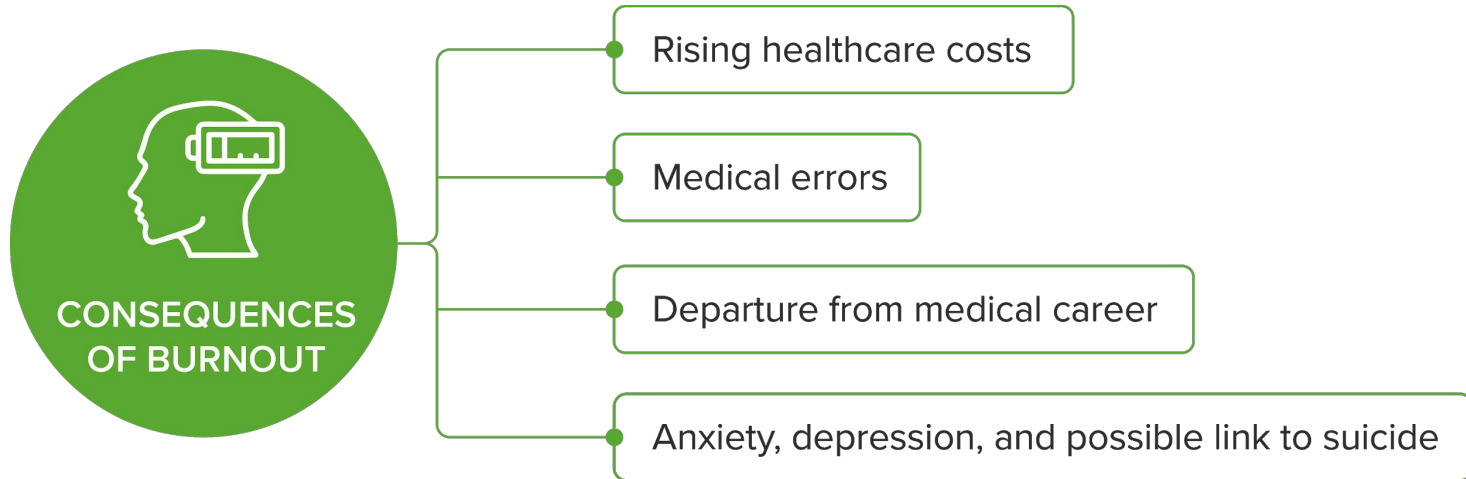 CONSEQUENCES
OF BURNOUT
Rising healthcare costs
Medical errors
Departure from medical career
Anxiety, depression, and possible link to suicide